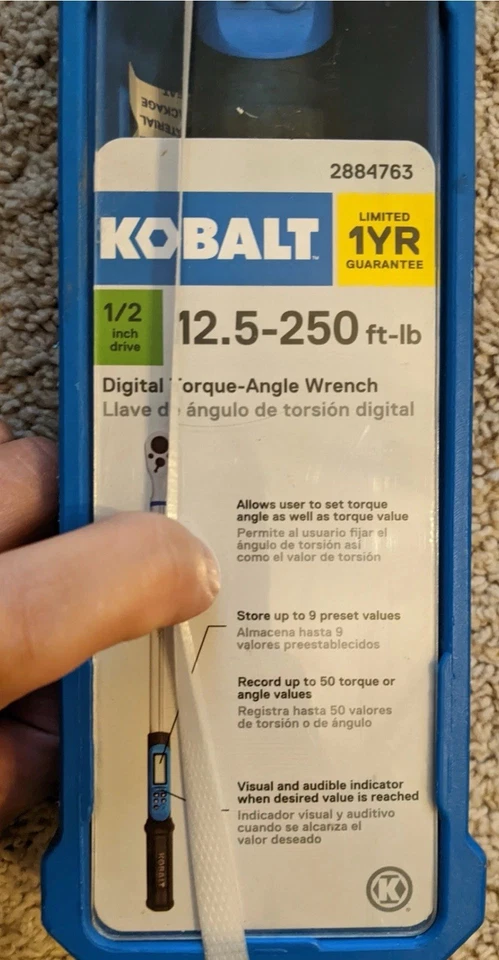 2884763
KOBALT
LIMITED
1YR
GUARANTEE
1/2
inch
drive
12.5-250 ft-lb
Digital Torque-Angle Wrench
Llave de ángulo de torsión digital
Allows user to set torque
angle as well as torque value
Permite al usuario fijar el
ángulo de torsión así
como el valor de torsión
Store up to 9 preset values
Almacena hasta 9
valores preestablecidos
Record up to 50 torque or
angle values
Registra hasta 50 valores
de torsión o de ángulo
Visual and audible indicator
when desired value is reached
Indicador visual y auditivo
cuando se alcanza el
valor deseado
KOBALT
K